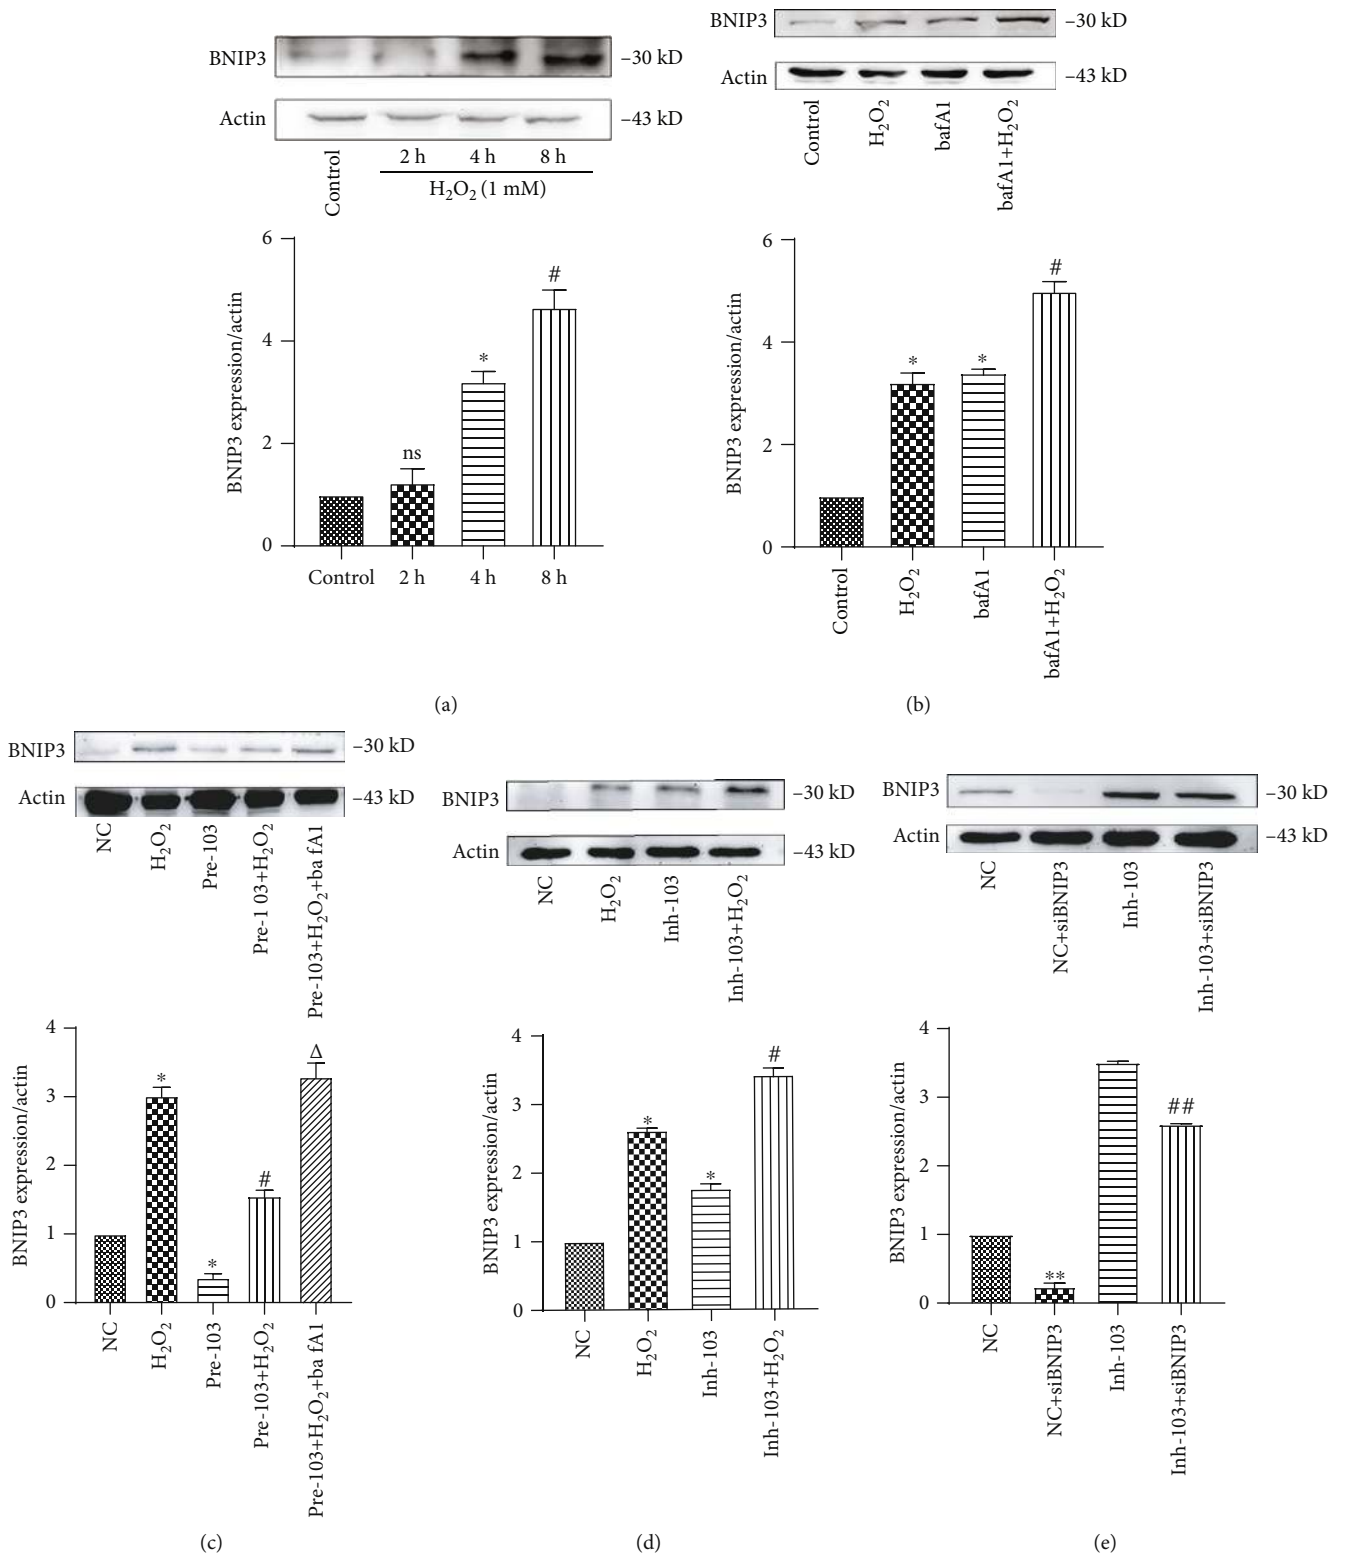 BNIP3
–30 kD
Actin
–43 kD
Control
2 h
4 h
8 h
H₂O₂ (1 mM)
BNIP3 expression/actin
6
4
2
0
ns
*
#
Control
2 h
4 h
8 h
(a)
BNIP3
–30 kD
Actin
–43 kD
Control
H₂O₂
bafA1
bafA1+H₂O₂
BNIP3 expression/actin
6
4
2
0
*
*
#
Control
H₂O₂
bafA1
bafA1+H₂O₂
(b)
BNIP3
–30 kD
Actin
–43 kD
NC
H₂O₂
Pre-103
Pre-1 03+H₂O₂
Pre-103+H₂O₂+ba fA1
BNIP3 expression/actin
4
3
2
1
0
*
*
#
Δ
NC
H₂O₂
Pre-103
Pre-103+H₂O₂
Pre-103+H₂O₂+ba fA1
(c)
BNIP3
–30 kD
Actin
–43 kD
NC
H₂O₂
Inh-103
Inh-103+H₂O₂
BNIP3 expression/actin
4
3
2
1
0
*
*
#
NC
H₂O₂
Inh-103
Inh-103+H₂O₂
(d)
BNIP3
–30 kD
Actin
–43 kD
NC
NC+siBNIP3
Inh-103
Inh-103+siBNIP3
BNIP3 expression/actin
4
3
2
1
0
**
##
NC
NC+siBNIP3
Inh-103
Inh-103+siBNIP3
(e)